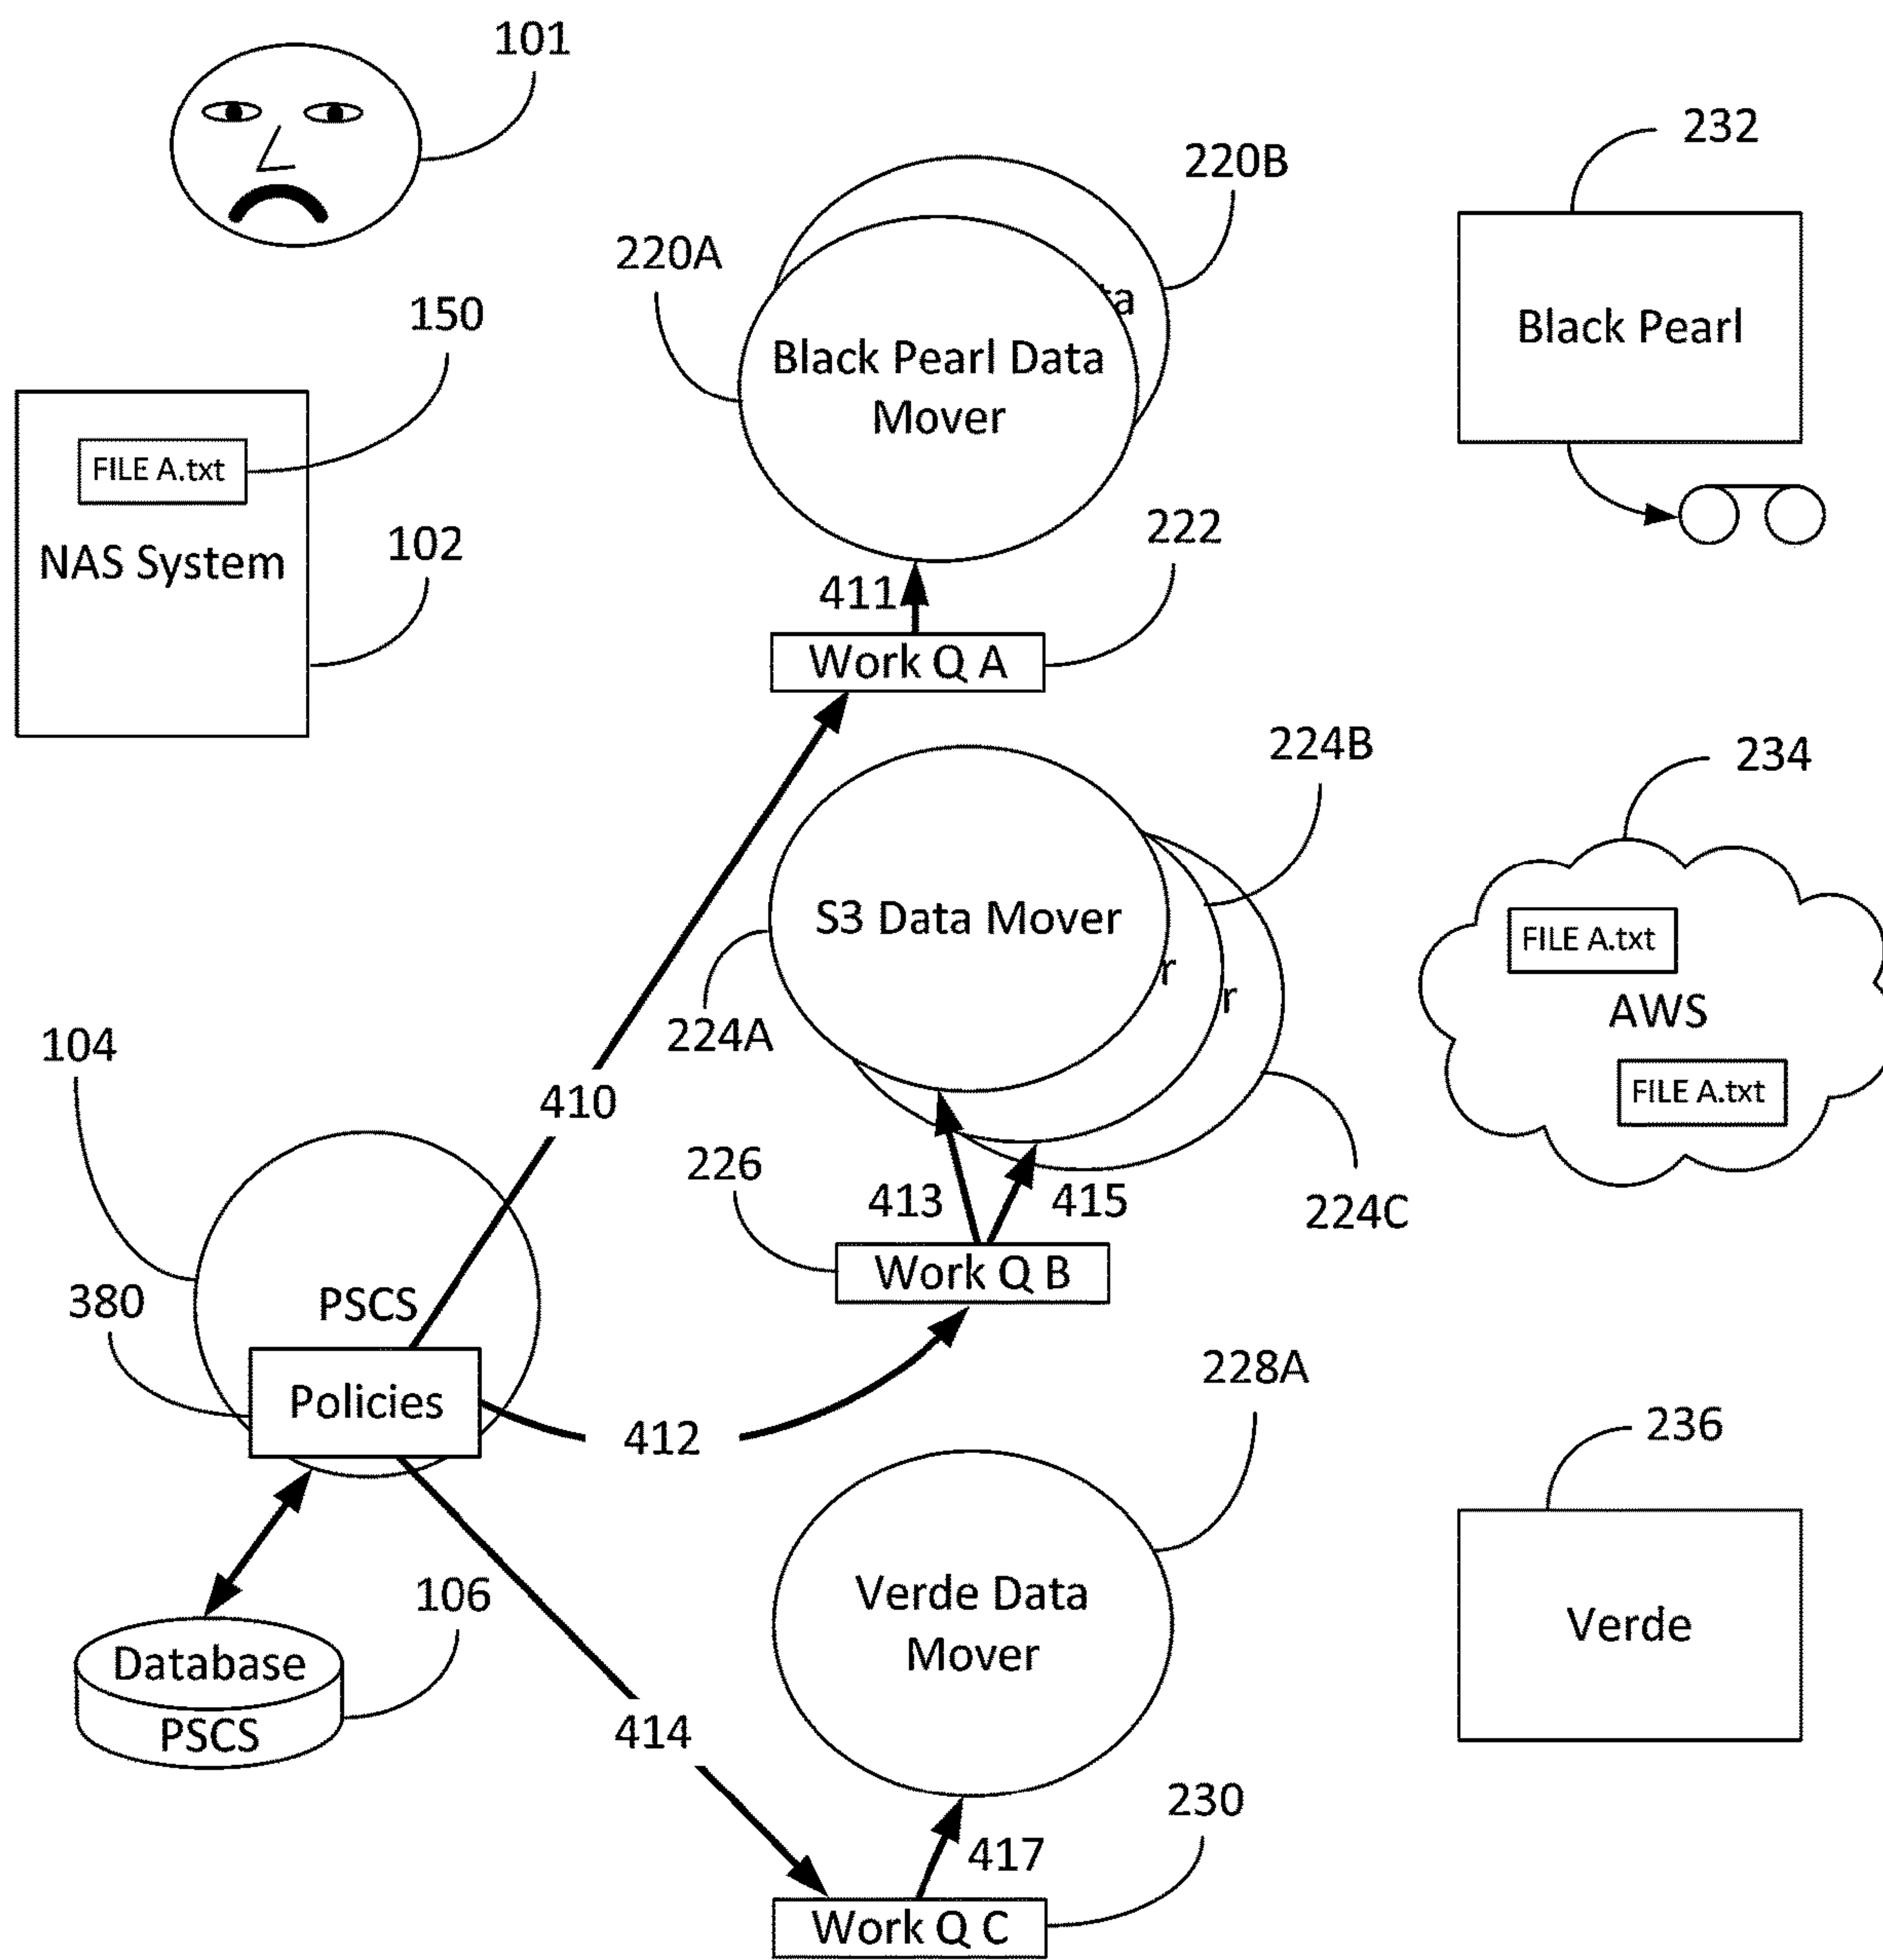 101
232
220B
220A
150
Black Pearl
ta
Black Pearl Data
Mover
FILE A.txt
NAS System
102
222
411
Work Q A
224B
234
S3 Data Mover
FILE A.txt
r
r
AWS
224A
104
410
FILE A.txt
226
413
415
224C
380
PSCS
Work Q B
228A
Policies
412
236
106
Verde Data
Mover
Verde
Database
PSCS
414
230
417
Work Q C